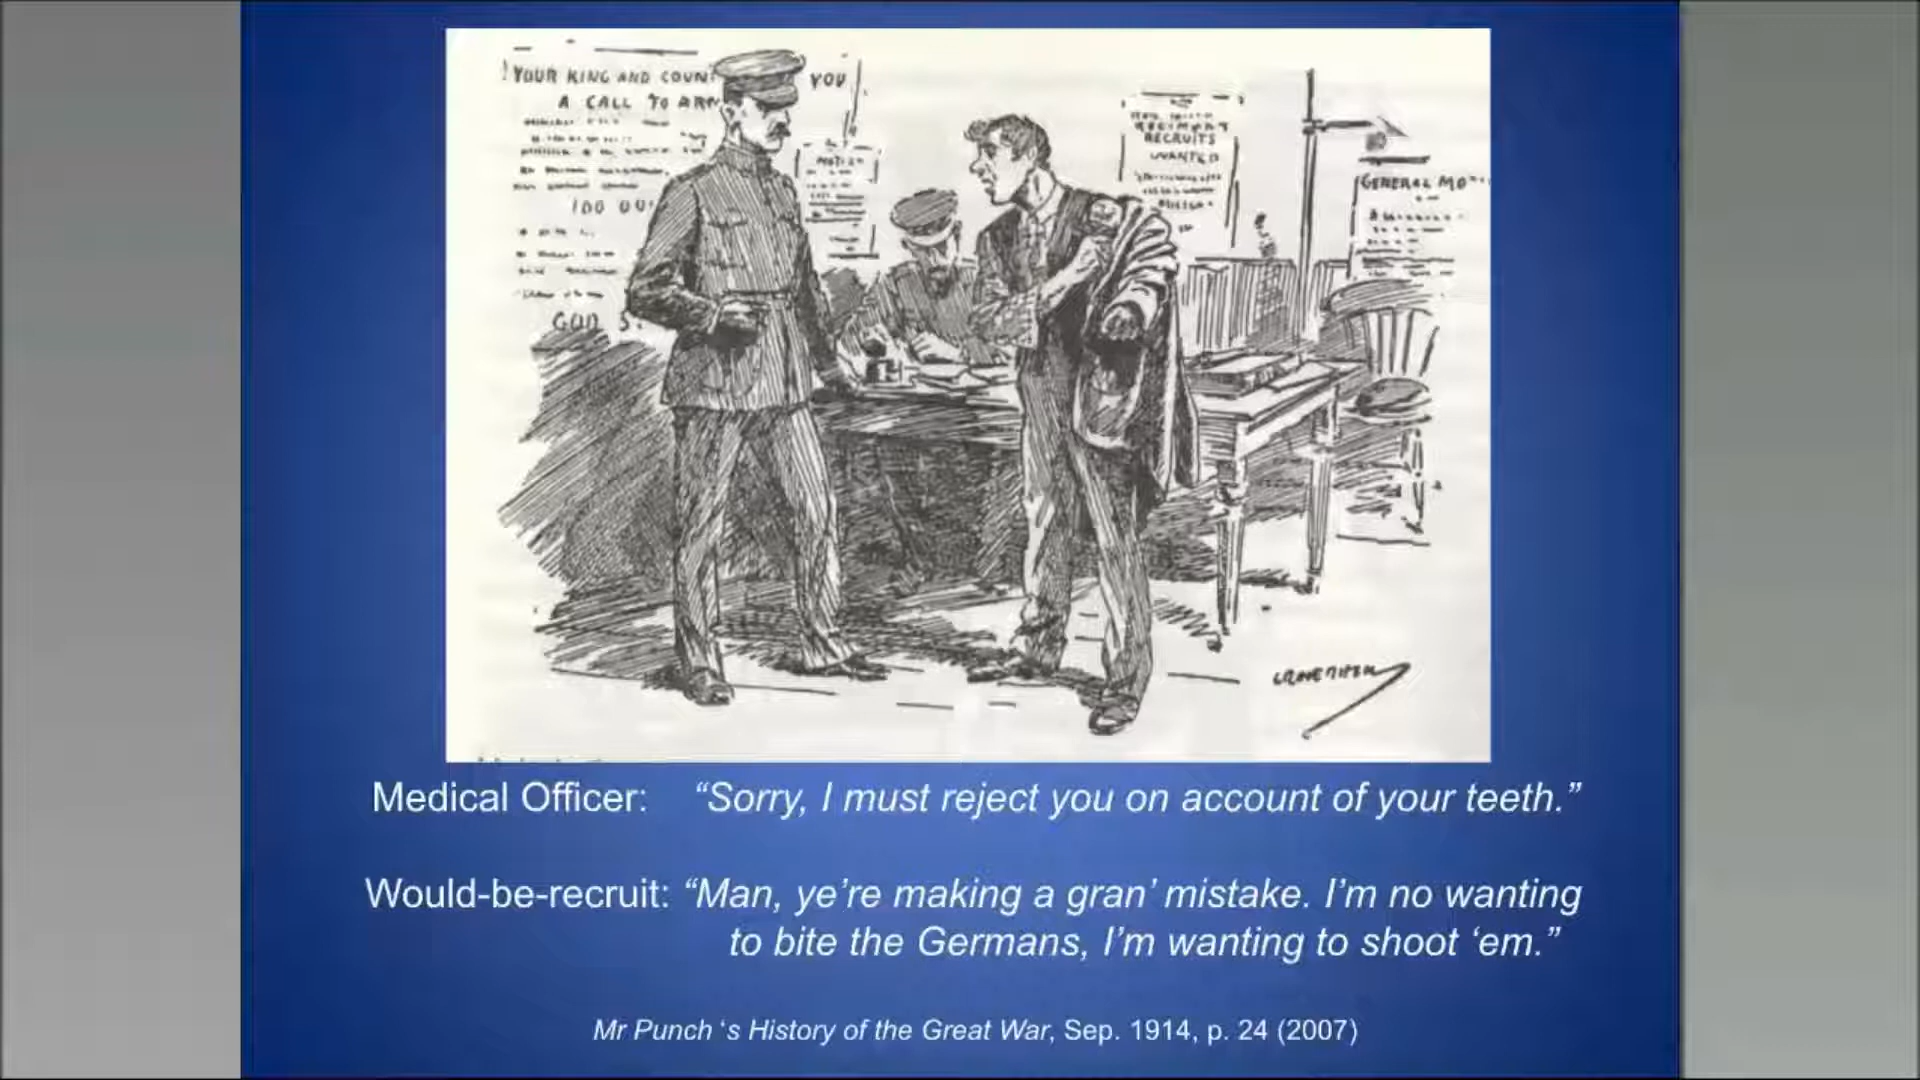 YOUR KING AND COUN YOU
A CALL TO ARM
100 00
GOD S.
NOTICE
RECRUITS
WANTED
GENERAL MO
Medical Officer: “Sorry, I must reject you on account of your teeth.”
Would-be-recruit: “Man, ye’re making a gran’ mistake. I’m no wanting
to bite the Germans, I’m wanting to shoot ‘em.”
Mr Punch ‘s History of the Great War, Sep. 1914, p. 24 (2007)